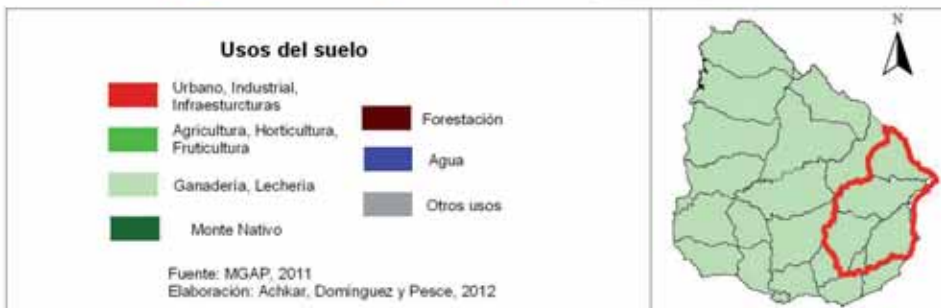 Usos del suelo
Urbano, Industrial,
Infraesturcturas
Agricultura, Horticultura,
Fruticultura
Ganadería, Lechería
Monte Nativo
Forestación
Agua
Otros usos
Fuente: MGAP, 2011
Elaboración: Achkar, Domínguez y Pesce, 2012
N